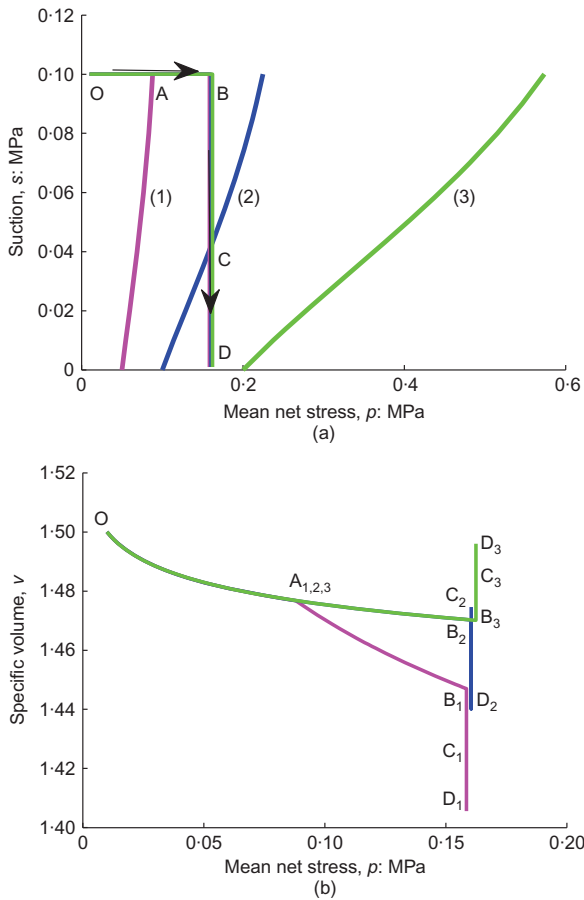 0·12
0·10
0·08
0·06
0·04
0·02
0
Suction, s: MPa
O
A
B
(1)
(2)
(3)
C
D
0
0·2
0·4
0·6
Mean net stress, p: MPa
(a)
1·52
1·50
1·48
1·46
1·44
1·42
1·40
Specific volume, v
O
A1,2,3
D3
C3
C2
B3
B2
B1
D2
C1
D1
0
0·05
0·10
0·15
0·20
Mean net stress, p: MPa
(b)